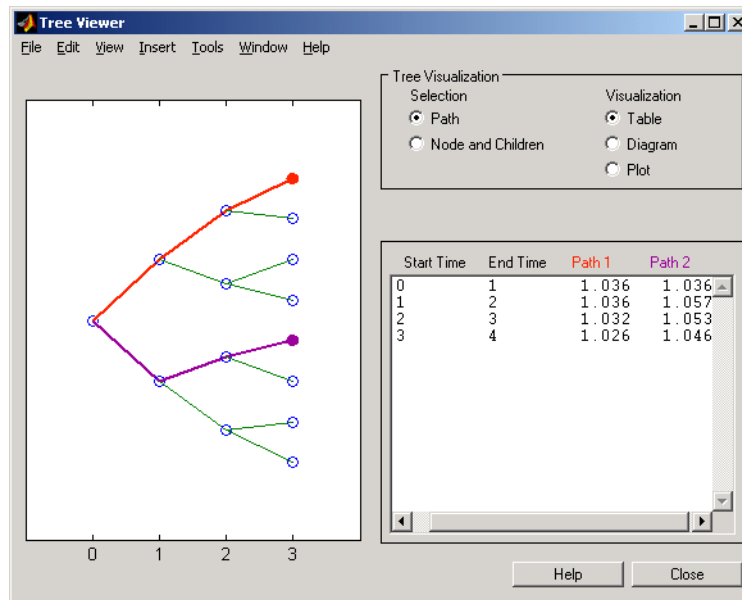 Tree Viewer
File Edit View Insert Tools Window Help
Tree Visualization
Selection Visualization
Path Table
Node and Children Diagram
Plot
Start Time End Time Path 1 Path 2
0 1 1.036 1.036
1 2 1.036 1.057
2 3 1.032 1.053
3 4 1.026 1.046
0 1 2 3
Help Close